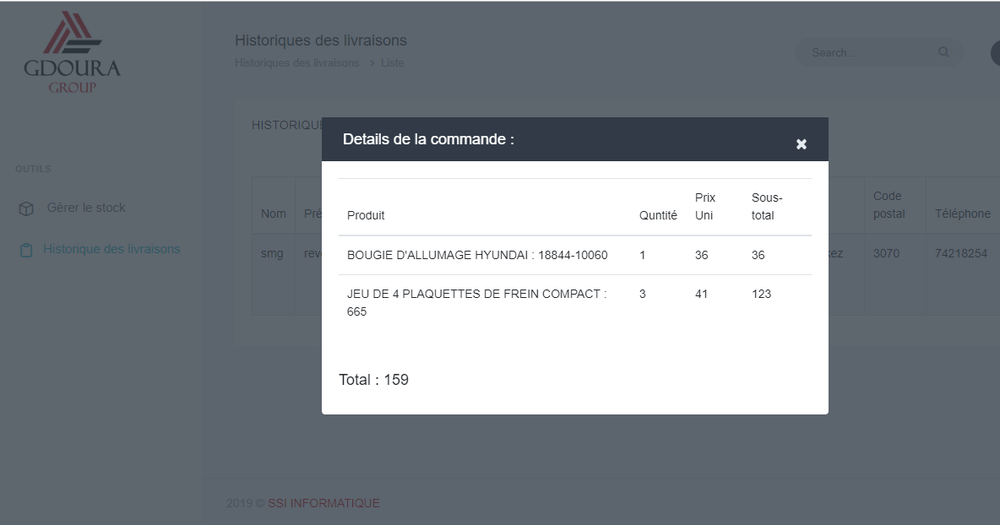 GDOURA
GROUP
Historiques des livraisons
Historiques des livraisons > Liste
Search...
OUTILS
Gérer le stock
Historique des livraisons
HISTORIQUE
Details de la commande :
Produit
Quntité
Prix
Uni
Sous-
total
BOUGIE D'ALLUMAGE HYUNDAI : 18844-10060
1
36
36
JEU DE 4 PLAQUETTES DE FREIN COMPACT :
665
3
41
123
Total : 159
Nom
Pré
Code
postal
Téléphone
smg
3070
74218254
2019 © SSI INFORMATIQUE